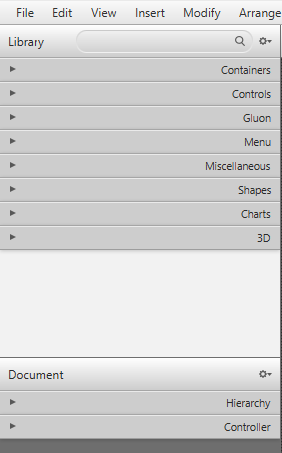 File Edit View Insert Modify Arrange
Library
Containers
Controls
Gluon
Menu
Miscellaneous
Shapes
Charts
3D
Document
Hierarchy
Controller